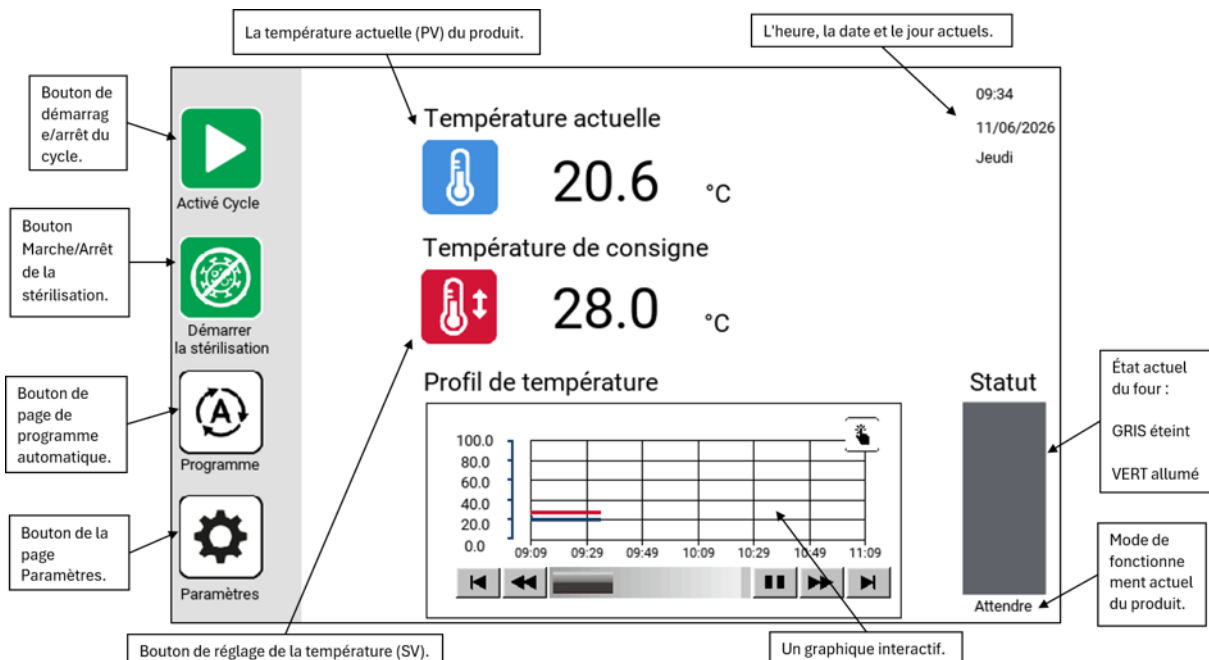 La température actuelle (PV) du produit.
L'heure, la date et le jour actuels.
Bouton de
démarrag
e/arrêt du
cycle.
09:34
11/06/2026
Jeudi
Température actuelle
20.6 °C
Activé Cycle
Bouton
Marche/Arrêt
de la
stérilisation.
Température de consigne
28.0 °C
Démarrer
la stérilisation
Profil de température
Statut
État actuel
du four :
GRIS éteint
VERT allumé
Bouton de
page de
programme
automatique.
A
Programme
100.0
80.0
60.0
40.0
20.0
0.0
09:09 09:29 09:49 10:09 10:29 10:49 11:09
Bouton de la
page
Paramètres.
Paramètres
Attendre
Mode de
fonctionne
ment actuel
du produit.
Bouton de réglage de la température (SV).
Un graphique interactif.